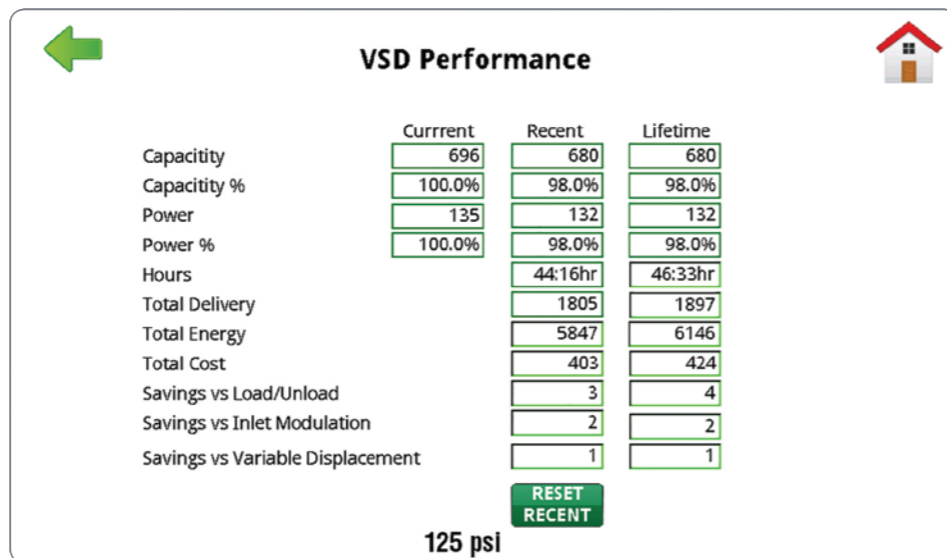 VSD Performance
Currrent Recent Lifetime
Capacitity 696 680 680
Capacitity % 100.0% 98.0% 98.0%
Power 135 132 132
Power % 100.0% 98.0% 98.0%
Hours 44:16hr 46:33hr
Total Delivery 1805 1897
Total Energy 5847 6146
Total Cost 403 424
Savings vs Load/Unload 3 4
Savings vs Inlet Modulation 2 2
Savings vs Variable Displacement 1 1
RESET
RECENT
125 psi